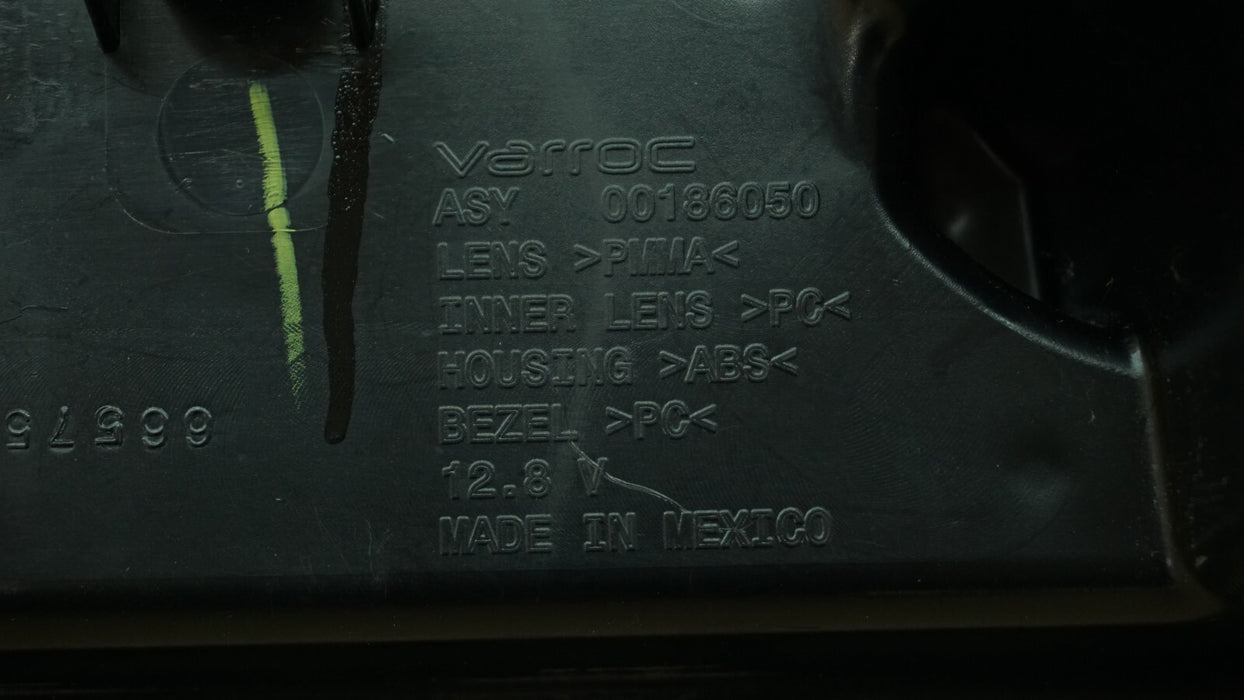 varroc
ASY 00186050
LENS >PMMA<
INNER LENS >PC<
HOUSING >ABS<
BEZEL >PC<
12.8 V
MADE IN MEXICO